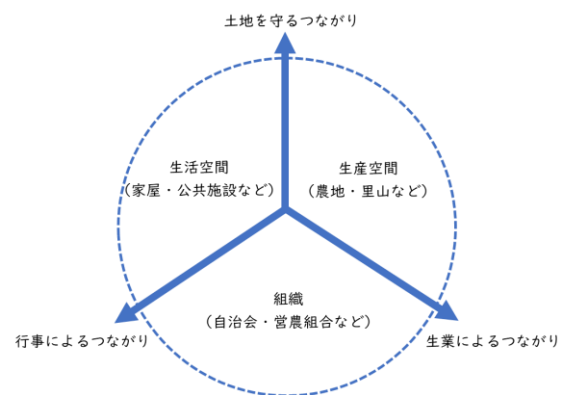 土地を守るつながり
生活空間
（家屋・公共施設など）
生産空間
（農地・里山など）
組織
（自治会・営農組合など）
行事によるつながり
生業によるつながり